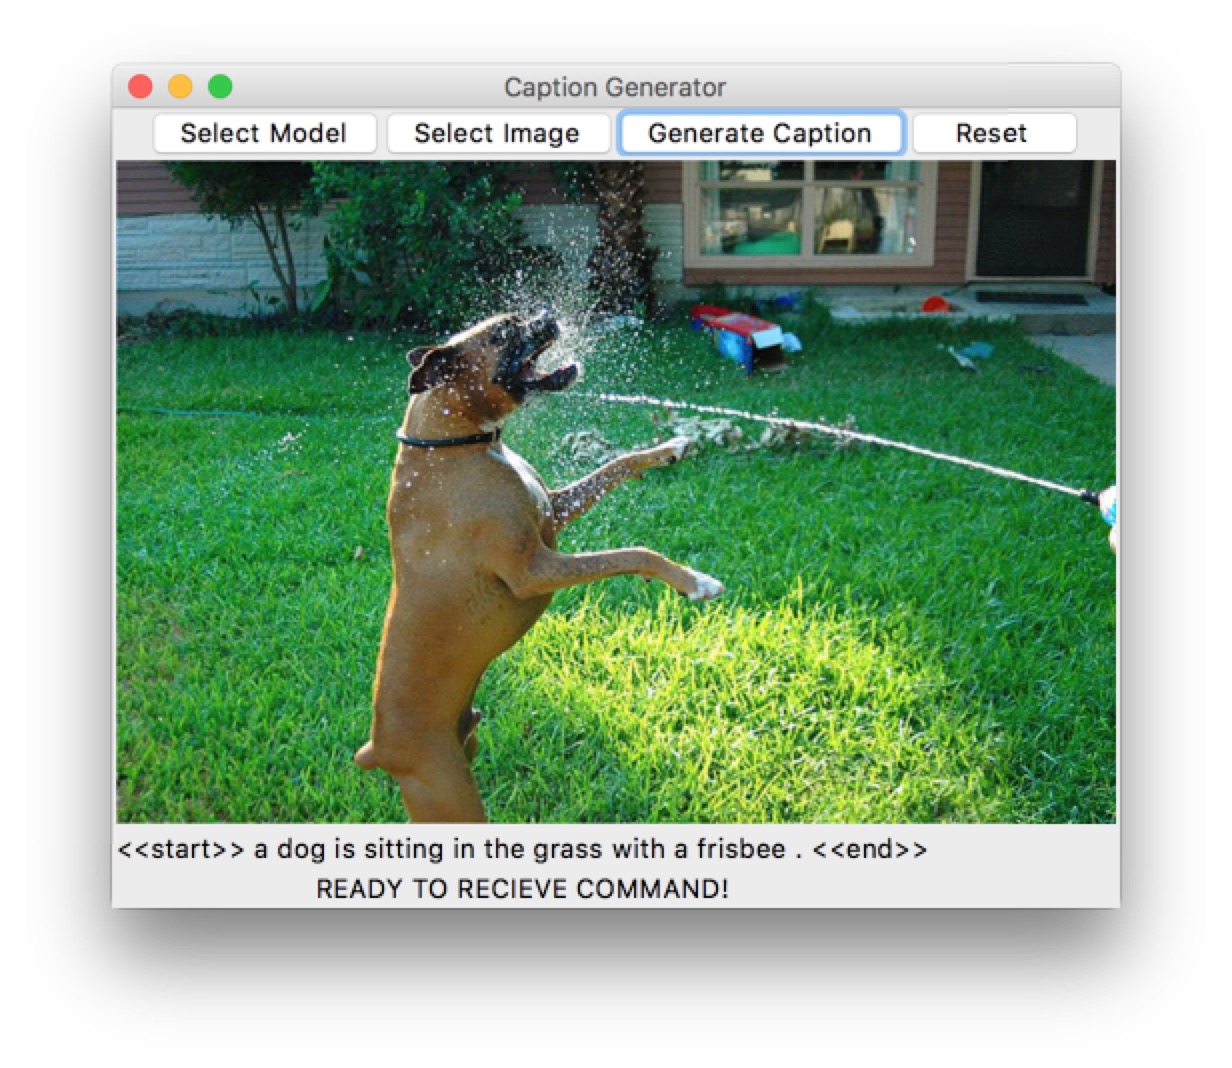 Caption Generator
Select Model Select Image Generate Caption Reset
<<start>> a dog is sitting in the grass with a frisbee . <<end>>
READY TO RECIEVE COMMAND!